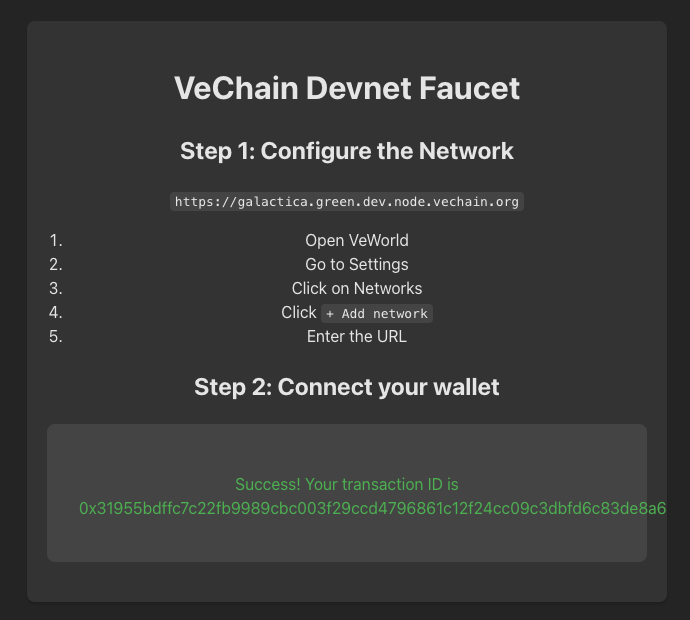 VeChain Devnet Faucet
Step 1: Configure the Network
https://galactica.green.dev.node.vechain.org
1. Open VeWorld
2. Go to Settings
3. Click on Networks
4. Click + Add network
5. Enter the URL
Step 2: Connect your wallet
Success! Your transaction ID is
0x31955bdffc7c22fb9989cbc003f29ccd4796861c12f24cc09c3dbfd6c83de8a6